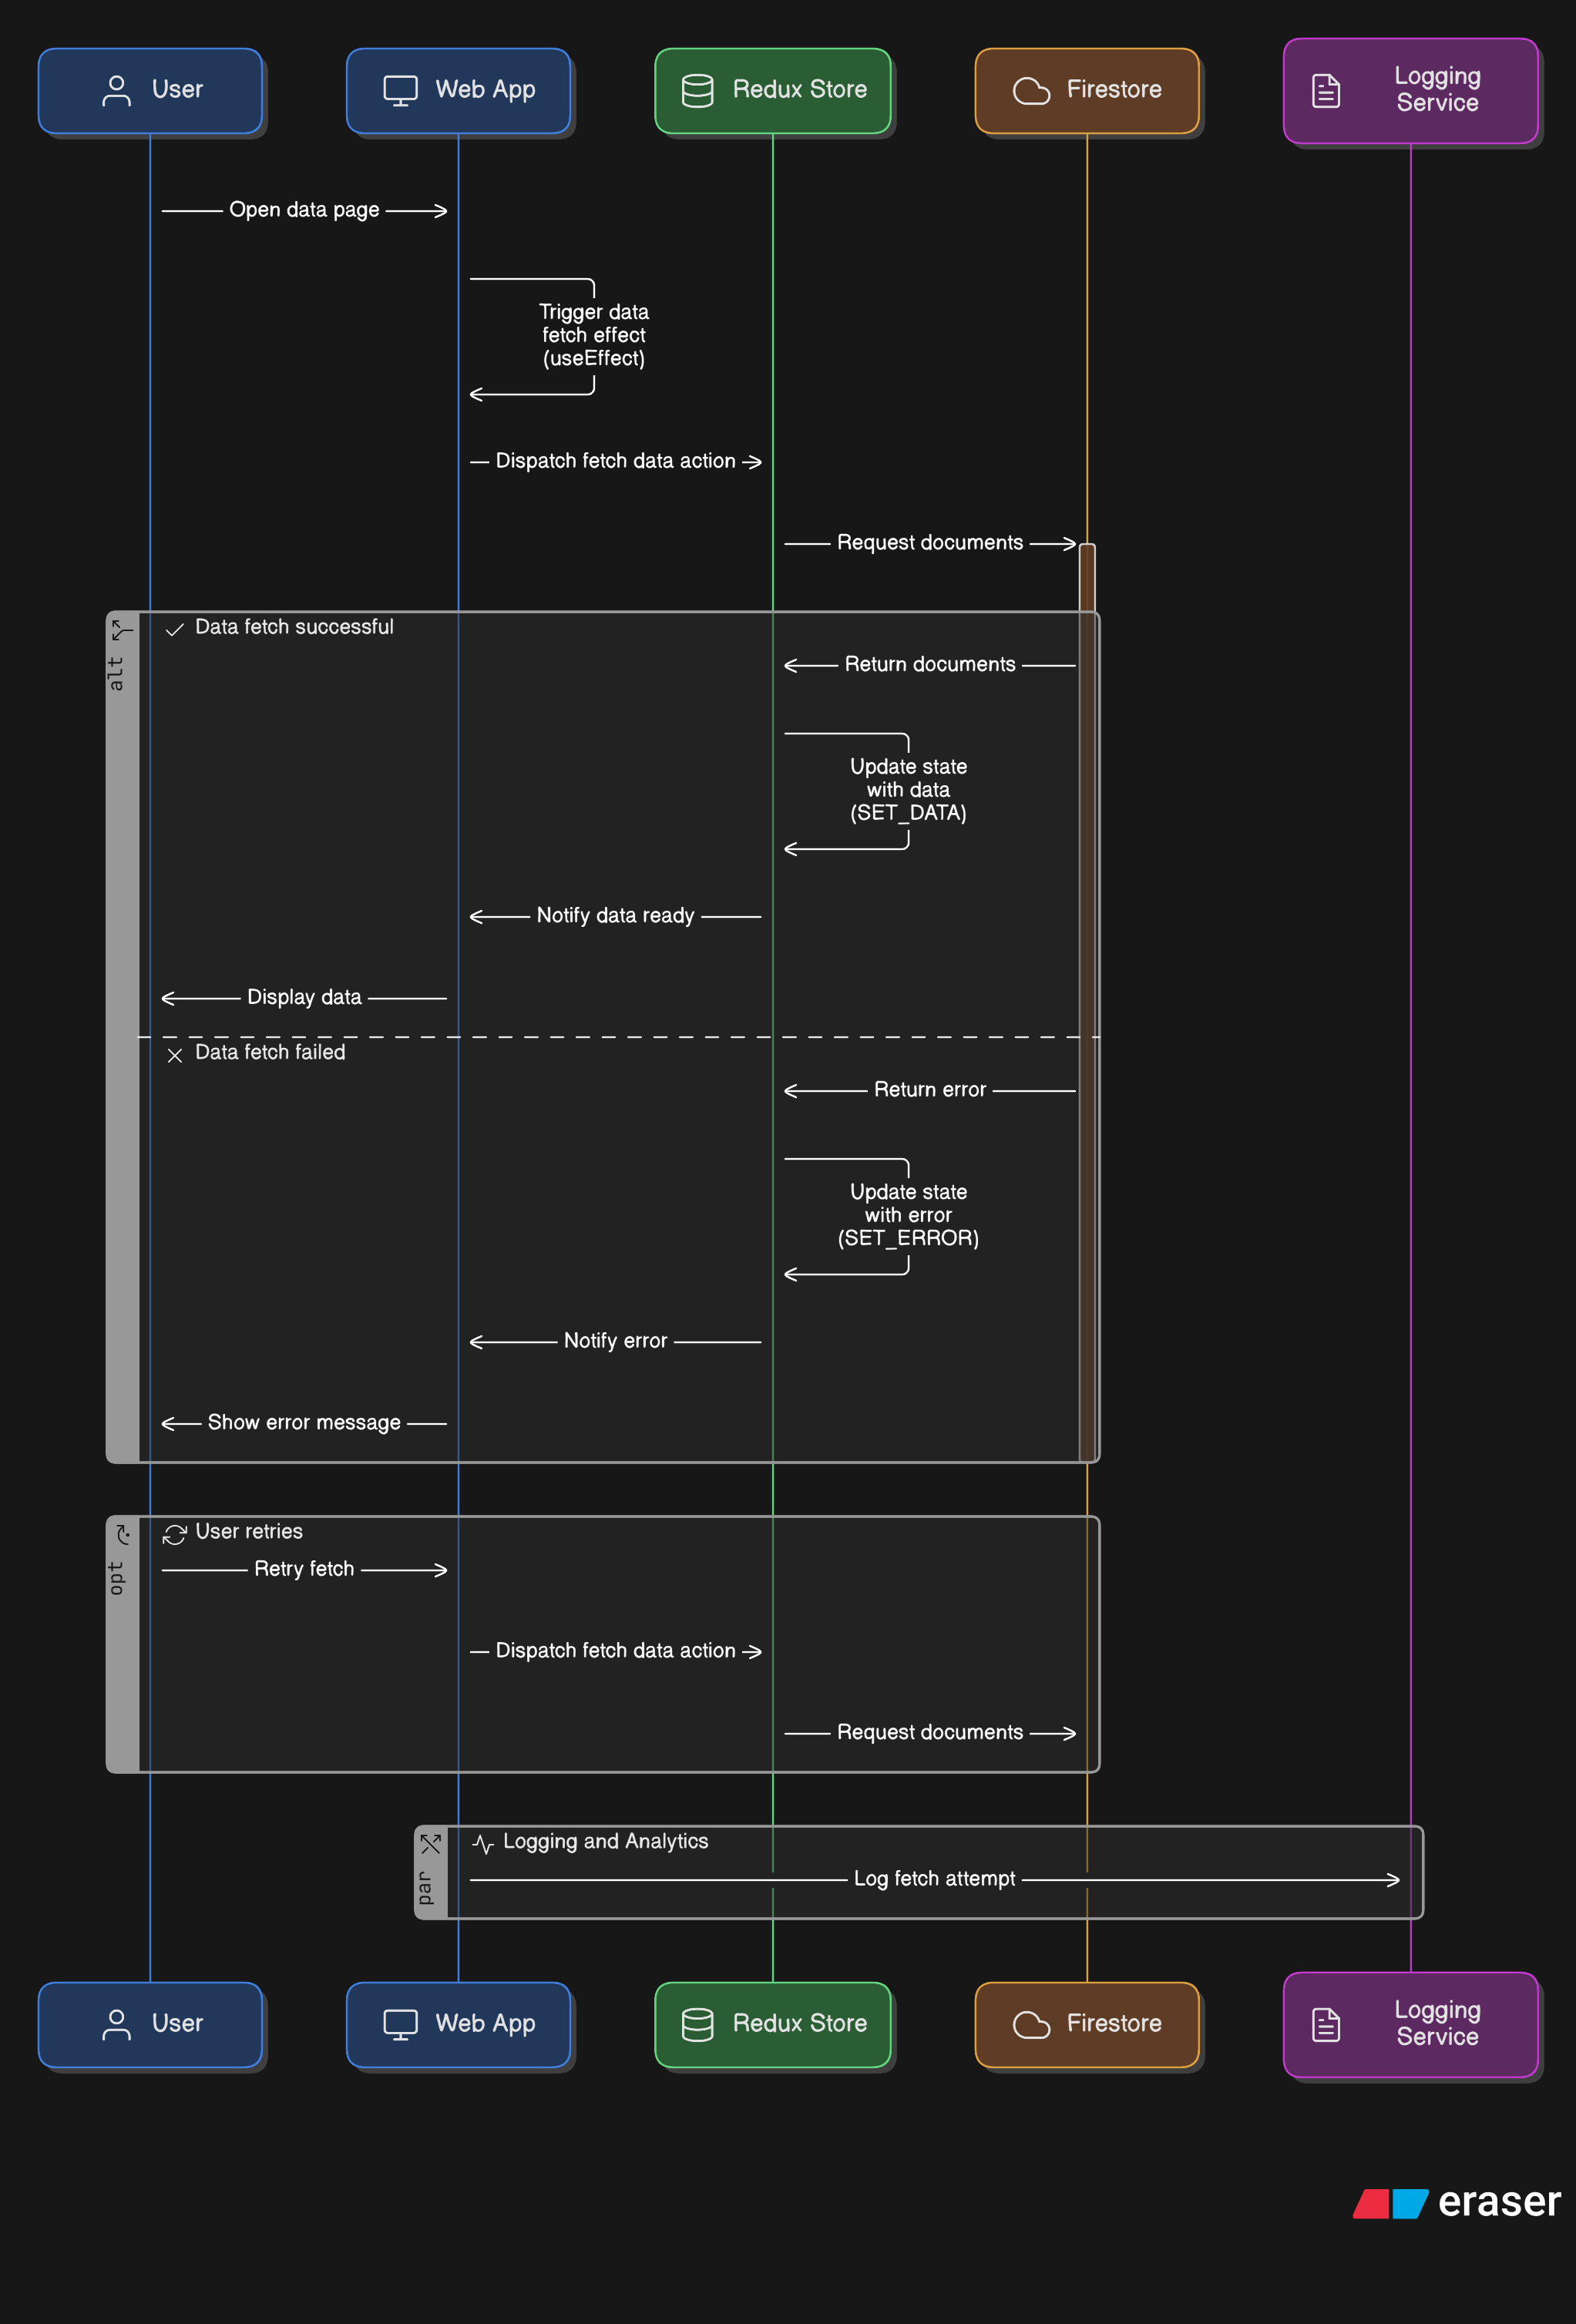 User
Web App
Redux Store
Firestore
Logging
Service
Open data page
Trigger data
fetch effect
(useEffect)
Dispatch fetch data action
Request documents
alt
Data fetch successful
Return documents
Update state
with data
(SET_DATA)
Notify data ready
Display data
Data fetch failed
Return error
Update state
with error
(SET_ERROR)
Notify error
Show error message
opt
User retries
Retry fetch
Dispatch fetch data action
Request documents
par
Logging and Analytics
Log fetch attempt
User
Web App
Redux Store
Firestore
Logging
Service
eraser